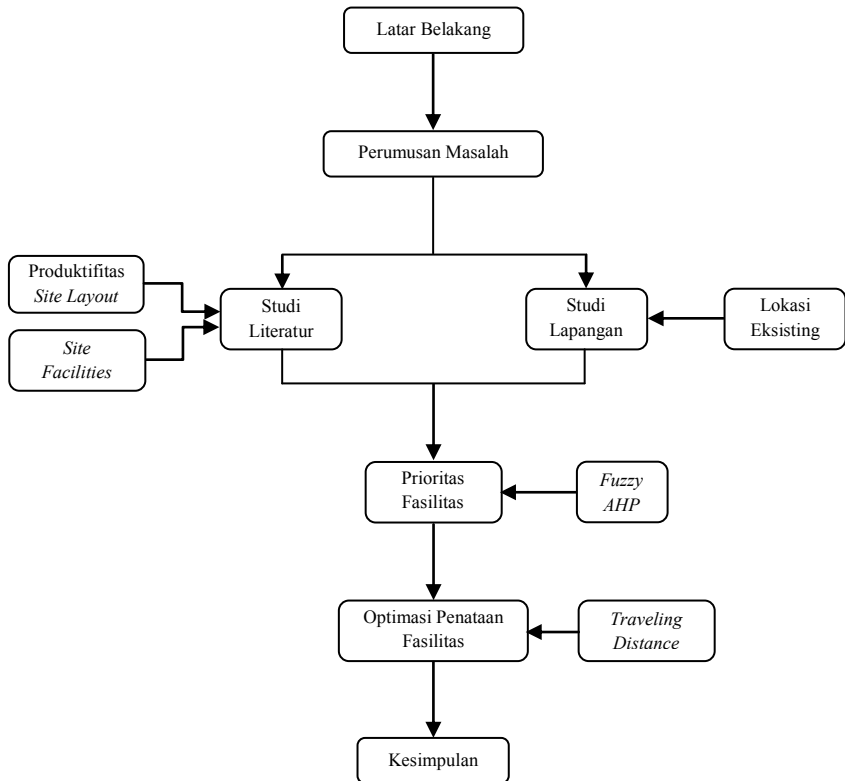 Latar Belakang
Perumusan Masalah
Produktifitas
Site Layout
Site
Facilities
Studi
Literatur
Studi
Lapangan
Lokasi
Eksisting
Prioritas
Fasilitas
Fuzzy
AHP
Optimasi Penataan
Fasilitas
Traveling
Distance
Kesimpulan